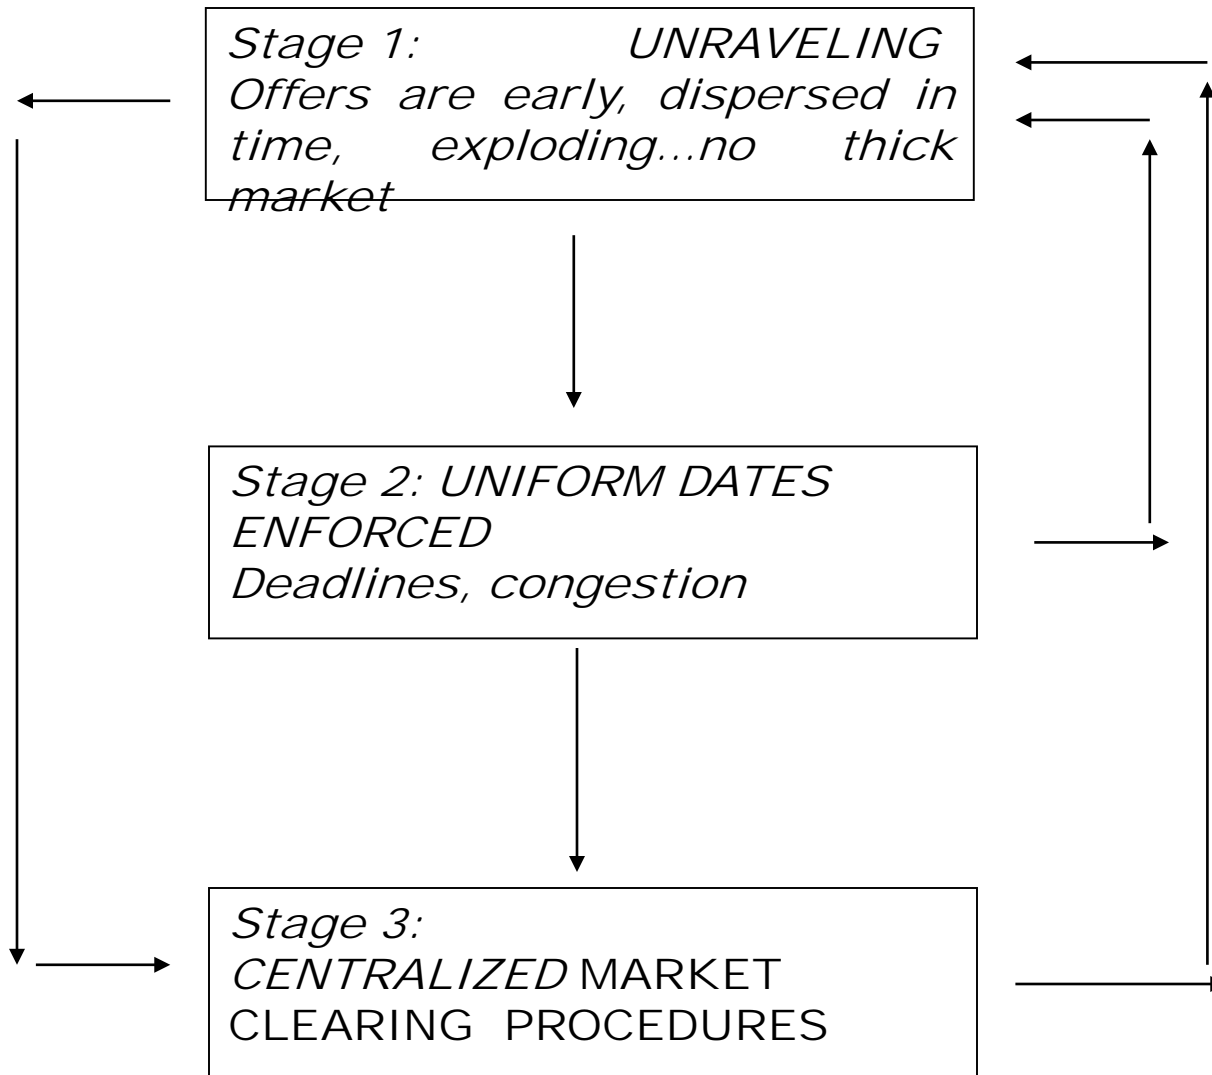 Stage 1: UNRAVELING
Offers are early, dispersed in
time, exploding...no thick
market
Stage 2: UNIFORM DATES
ENFORCED
Deadlines, congestion
Stage 3:
CENTRALIZED MARKET
CLEARING PROCEDURES